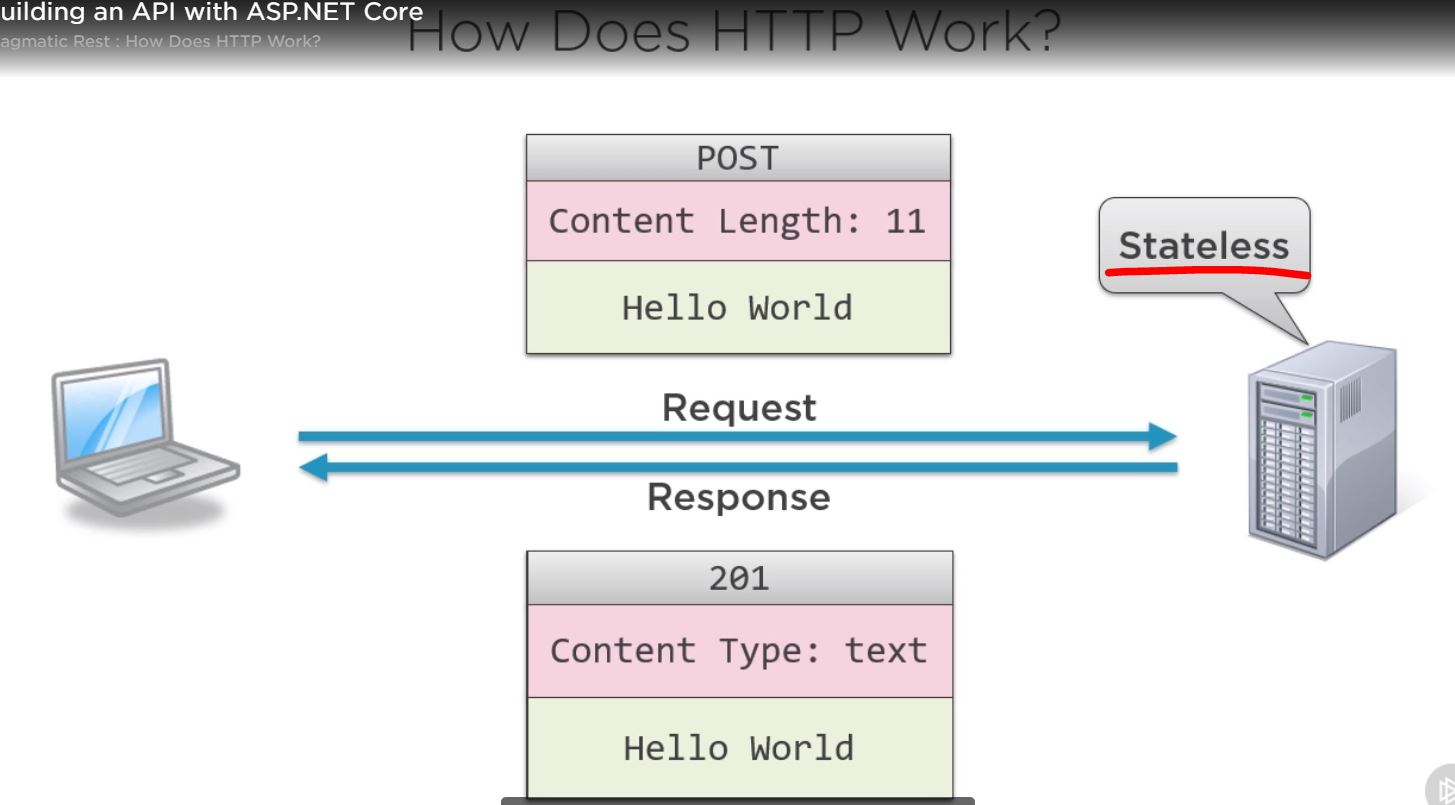 uilding an API with ASP.NET Core
agmatic Rest : How Does HTTP Work?
How Does HTTP Work?
POST
Content Length: 11
Hello World
Stateless
Request
Response
201
Content Type: text
Hello World